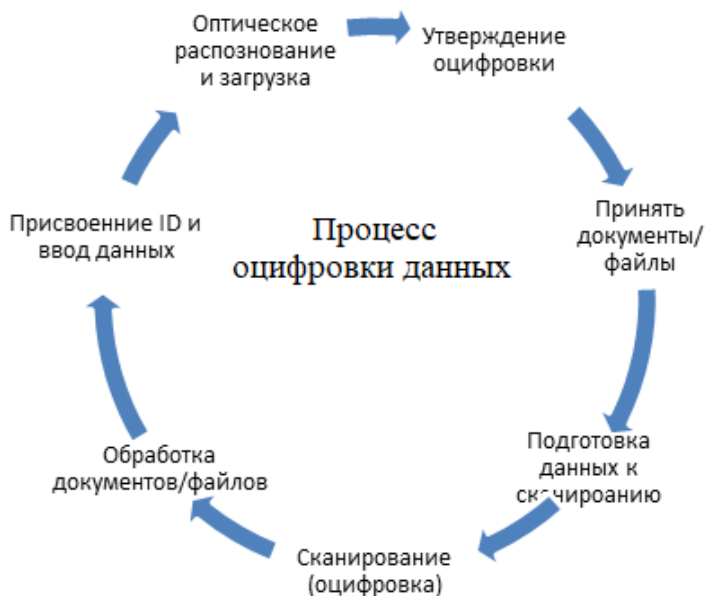 Оптическое
распознование
и загрузка
Утверждение
оцифровки
Принять
документы/
файлы
Подготовка
данных к
сканироанию
Сканирование
(оцифровка)
Обработка
документов/файлов
Присвоенние ID и
ввод данных
Процесс
оцифровки данных